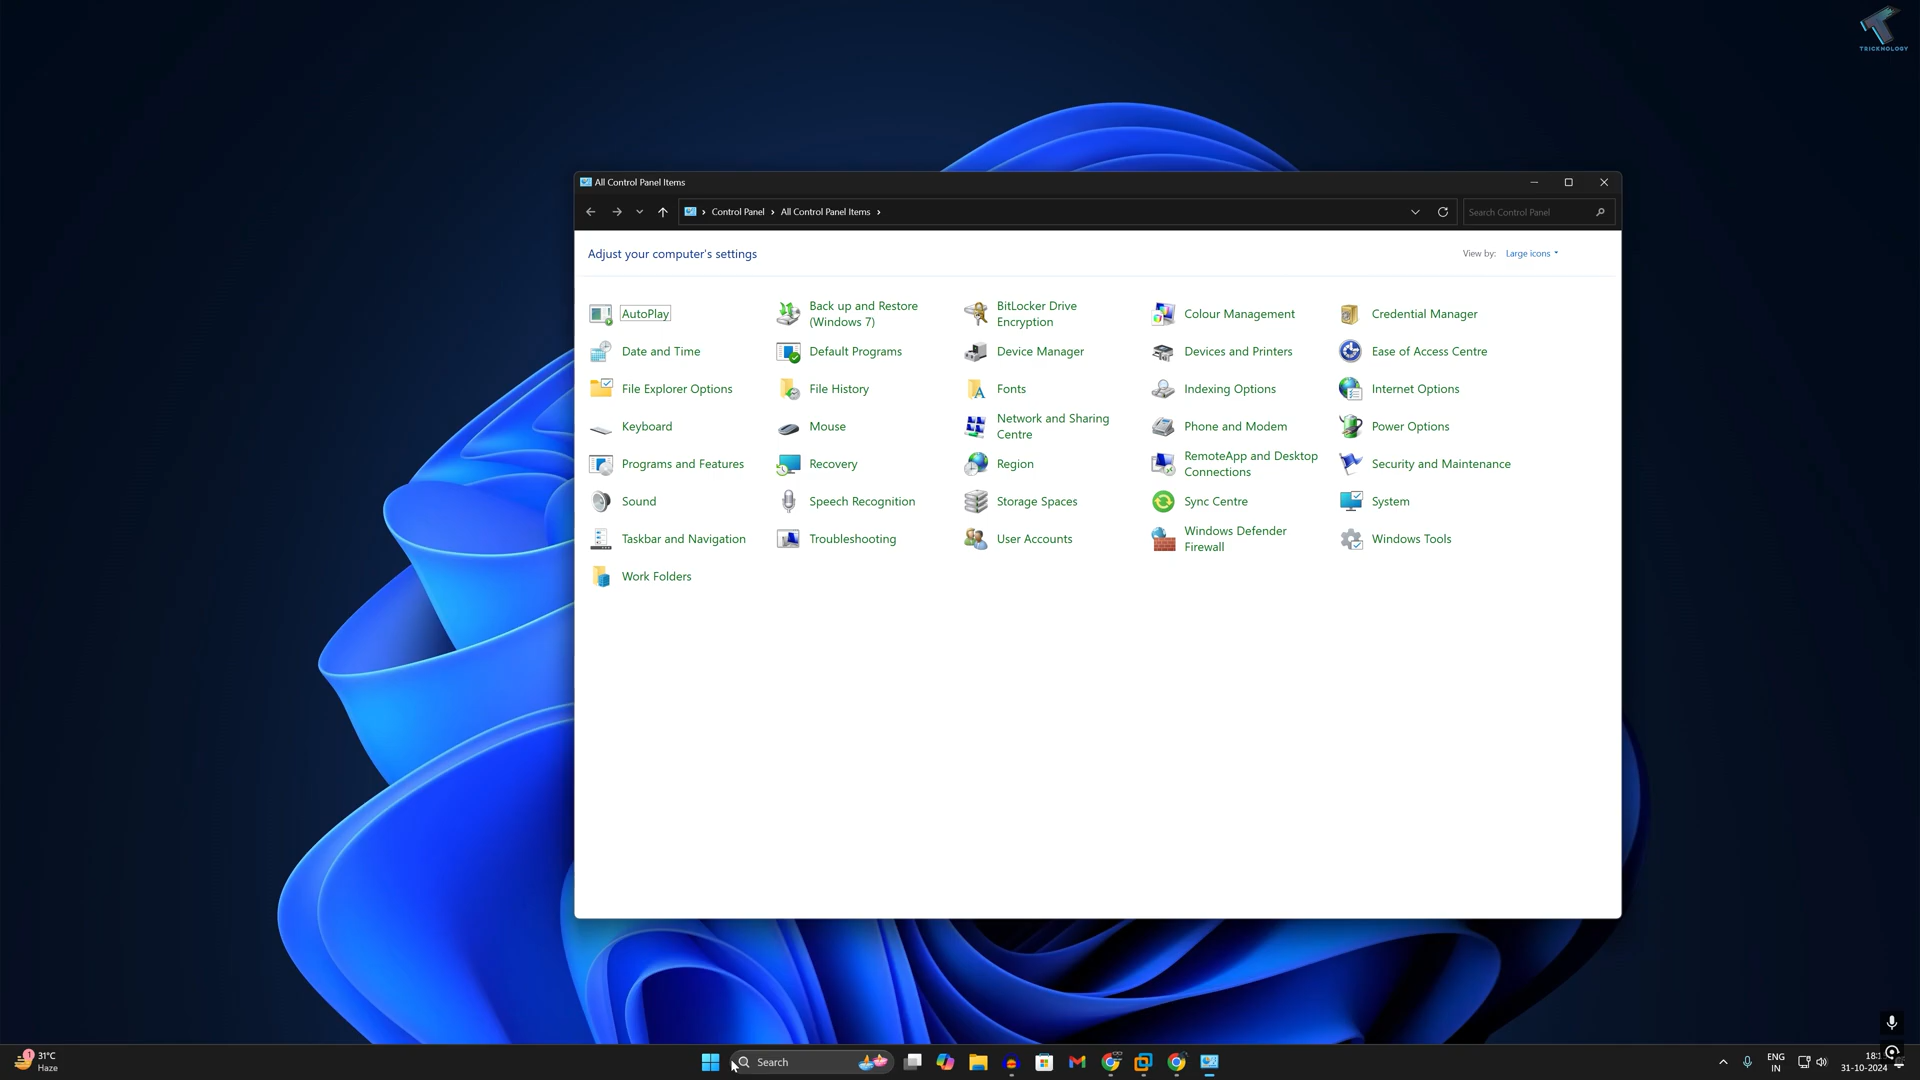 TRICKNOLOGY
All Control Panel Items
Control Panel
All Control Panel Items
Search Control Panel
Adjust your computer's settings
View by:
Large icons
AutoPlay
Back up and Restore
(Windows 7)
BitLocker Drive
Encryption
Colour Management
Credential Manager
Date and Time
Default Programs
Device Manager
Devices and Printers
Ease of Access Centre
File Explorer Options
File History
Fonts
Indexing Options
Internet Options
Keyboard
Mouse
Network and Sharing
Centre
Phone and Modem
Power Options
Programs and Features
Recovery
Region
RemoteApp and Desktop
Connections
Security and Maintenance
Sound
Speech Recognition
Storage Spaces
Sync Centre
System
Taskbar and Navigation
Troubleshooting
User Accounts
Windows Defender
Firewall
Windows Tools
Work Folders
1
31°C
Haze
Search
ENG
IN
31-10-2024